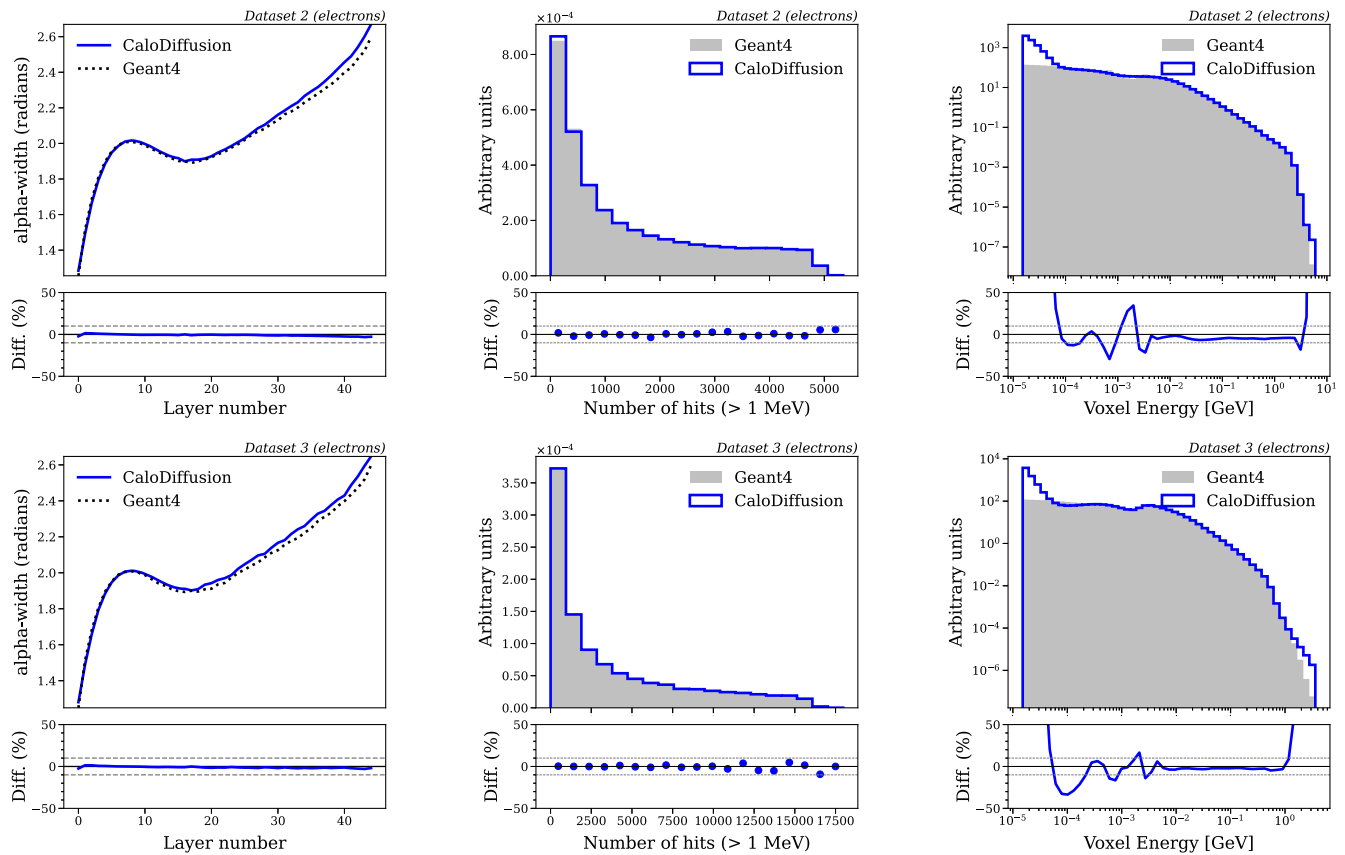 Dataset 2 (electrons)
2.6
2.4
2.2
2.0
1.8
1.6
1.4
alpha-width (radians)
CaloDiffusion
Geant4
50
0
−50
Diff. (%)
0 10 20 30 40
Layer number
Dataset 2 (electrons)
×10⁻⁴
8.00
6.00
4.00
2.00
0.00
Arbitrary units
Geant4
CaloDiffusion
50
0
−50
Diff. (%)
0 1000 2000 3000 4000 5000
Number of hits (> 1 MeV)
Dataset 2 (electrons)
10³
10¹
10⁻¹
10⁻³
10⁻⁵
10⁻⁷
Arbitrary units
Geant4
CaloDiffusion
50
0
−50
Diff. (%)
10⁻⁵ 10⁻⁴ 10⁻³ 10⁻² 10⁻¹ 10⁰ 10¹
Voxel Energy [GeV]
Dataset 3 (electrons)
2.6
2.4
2.2
2.0
1.8
1.6
1.4
alpha-width (radians)
CaloDiffusion
Geant4
50
0
−50
Diff. (%)
0 10 20 30 40
Layer number
Dataset 3 (electrons)
×10⁻⁴
3.50
3.00
2.50
2.00
1.50
1.00
0.50
0.00
Arbitrary units
Geant4
CaloDiffusion
50
0
−50
Diff. (%)
0 2500 5000 7500 10000 12500 15000 17500
Number of hits (> 1 MeV)
Dataset 3 (electrons)
10⁴
10²
10⁰
10⁻²
10⁻⁴
10⁻⁶
Arbitrary units
Geant4
CaloDiffusion
50
0
−50
Diff. (%)
10⁻⁵ 10⁻⁴ 10⁻³ 10⁻² 10⁻¹ 10⁰
Voxel Energy [GeV]